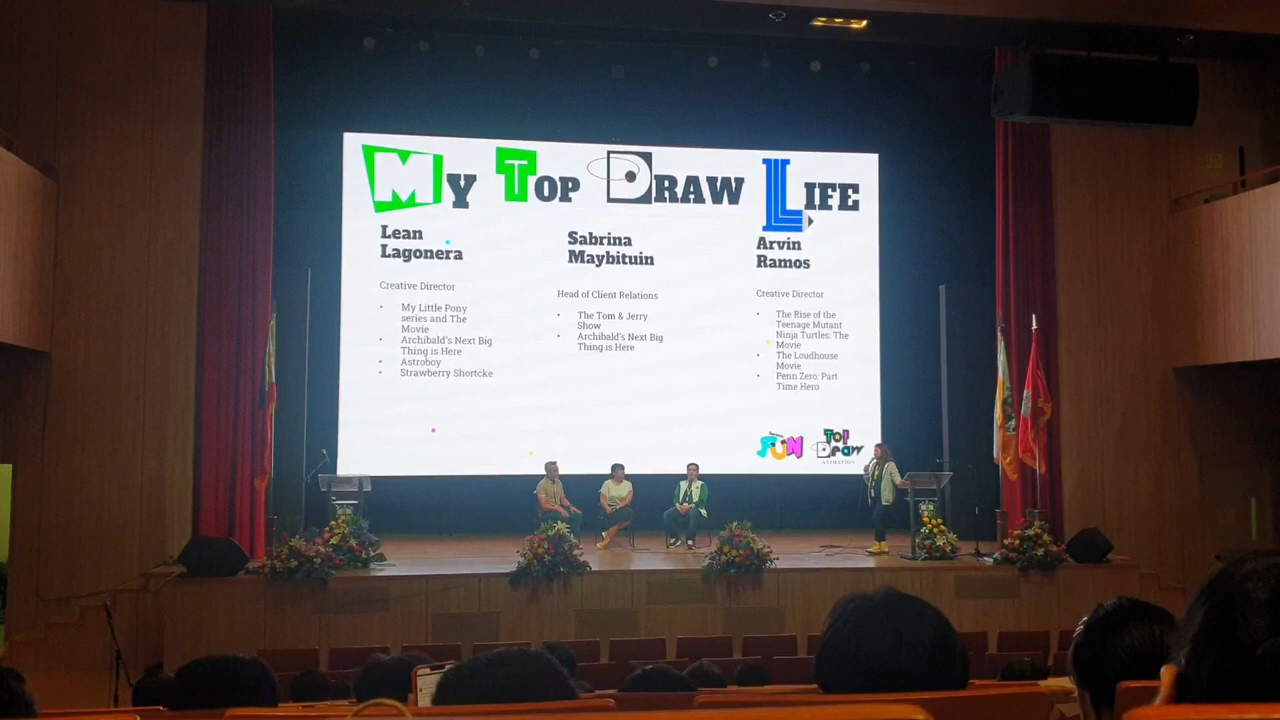 My Top Draw Life
Lean
Lagonera
Creative Director
• My Little Pony
series and The
Movie
• Archibald's Next Big
Thing is Here
• Astroboy
• Strawberry Shortcke
Sabrina
Maybituin
Head of Client Relations
• The Tom & Jerry
Show
• Archibald's Next Big
Thing is Here
Arvin
Ramos
Creative Director
• The Rise of the
Teenage Mutant
Ninja Turtles: The
Movie
• The Loudhouse
Movie
• Penn Zero: Part
Time Hero
FUN
Top
Draw
ANIMATION